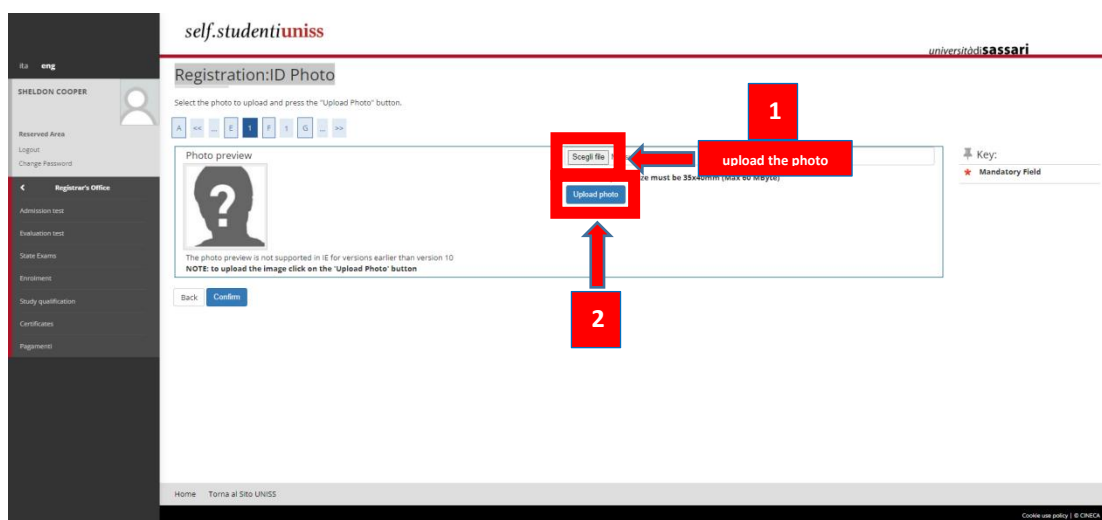 self.studentiuniss
universitàdisassari
ita eng
SHELDON COOPER
Reserved Area
Logout
Change Password
Registrar's Office
Admission test
Evaluation test
State Exams
Enrolment
Study qualification
Certificates
Pagamenti
Registration:ID Photo
Select the photo to upload and press the "Upload Photo" button.
A << ... E 1 F 1 G ... >>
Photo preview
The photo preview is not supported in IE for versions earlier than version 10
NOTE: to upload the image click on the 'Upload Photo' button
Scegli file
must be 35x40mm (Max 60 MByte)
Upload photo
1
upload the photo
2
Key:
Mandatory Field
Back Confirm
Home Torna al Sito UNISS
Cookie use policy | © CINECA